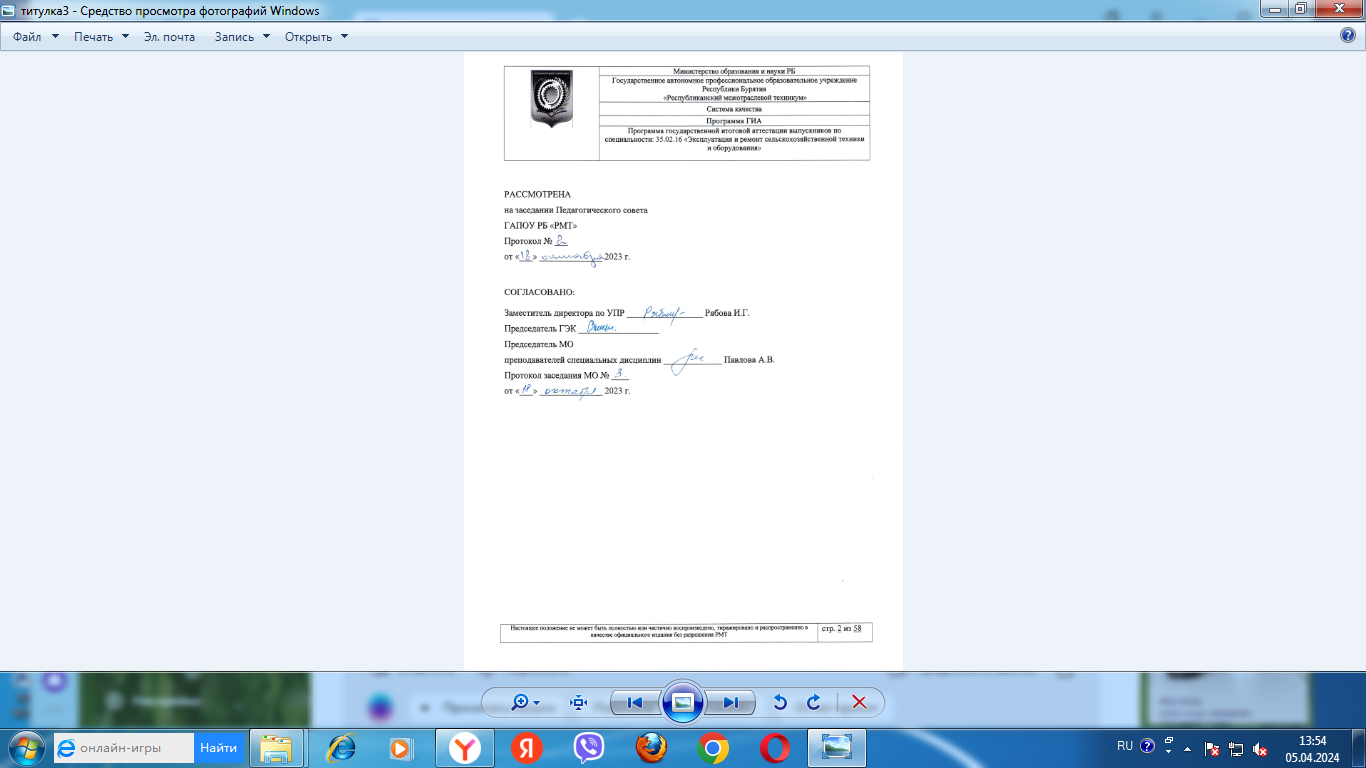 титулка3 - Средство просмотра фотографий Windows
Файл Печать Эл. почта Запись Открыть
Министерство образования и науки РБ
Государственное автономное профессиональное образовательное учреждение
Республики Бурятия
«Республиканский межотраслевой техникум»
Система качества
Программа ГИА
Программа государственной итоговой аттестации выпускников по
специальности: 35.02.16 «Эксплуатация и ремонт сельскохозяйственной техники
и оборудования»
РАССМОТРЕНА
на заседании Педагогического совета
ГАПОУ РБ «РМТ»
Протокол № 2
от «18» октября 2023 г.
СОГЛАСОВАНО:
Заместитель директора по УПР Рябова И.Г.
Председатель ГЭК
Председатель МО
преподавателей специальных дисциплин Павлова А.В.
Протокол заседания МО № 3
от «18» октября 2023 г.
Настоящее положение не может быть полностью или частично воспроизведено, тиражировано и распространено в
качестве официального издания без разрешения РМТ
стр. 2 из 58
онлайн-игры Найти
RU
13:54
05.04.2024